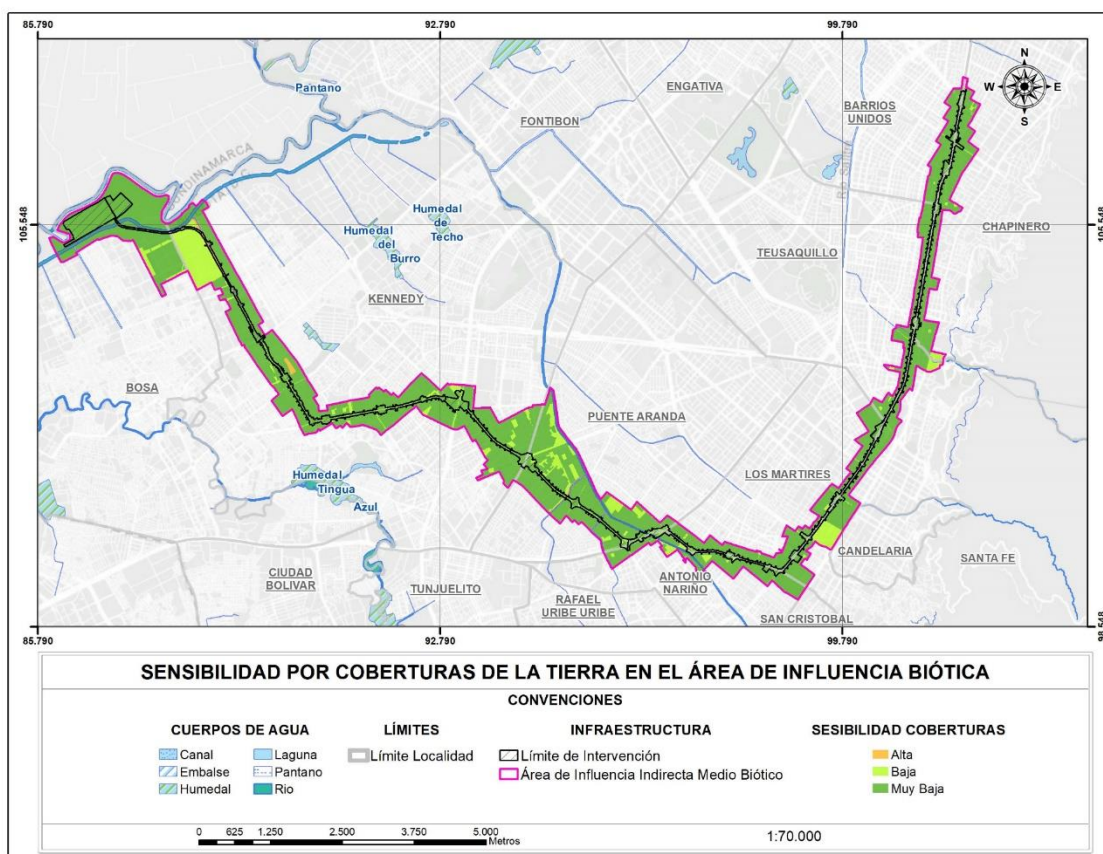 85.790 92.790 99.790
N
W E
S
Pantano
ENGATIVA
BARRIOS
UNIDOS
FONTIBON
105.548
105.548
CHAPINERO
Humedal
de
Techo
Humedal
del
Burro
TEUSAQUILLO
KENNEDY
BOSA
PUENTE ARANDA
LOS MARTIRES
Humedal
Tingua
Azul
CANDELARIA
SANTA FE
CIUDAD
BOLIVAR
TUNJUELITO
ANTONIO
NARIÑO
RAFAEL
URIBE URIBE
SAN CRISTOBAL
98.548
85.790 92.790 99.790
SENSIBILIDAD POR COBERTURAS DE LA TIERRA EN EL ÁREA DE INFLUENCIA BIÓTICA
CONVENCIONES
CUERPOS DE AGUA
Canal
Embalse
Humedal
Laguna
Pantano
Rio
LÍMITES
Límite Localidad
INFRAESTRUCTURA
Límite de Intervención
Área de Influencia Indirecta Medio Biótico
SESIBILIDAD COBERTURAS
Alta
Baja
Muy Baja
0 625 1.250 2.500 3.750 5.000
Metros
1:70.000